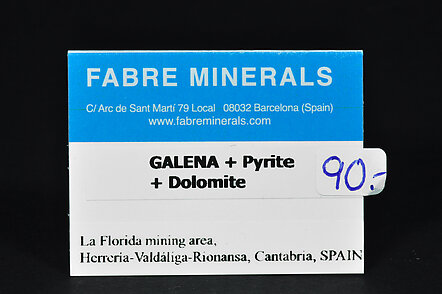 FABRE MINERALS
C/ Arc de Sant Martí 79 Local 08032 Barcelona (Spain)
www.fabreminerals.com
GALENA + Pyrite
+ Dolomite
90.-
La Florida mining area,
Herrería-Valdáliga-Rionansa, Cantabria, SPAIN